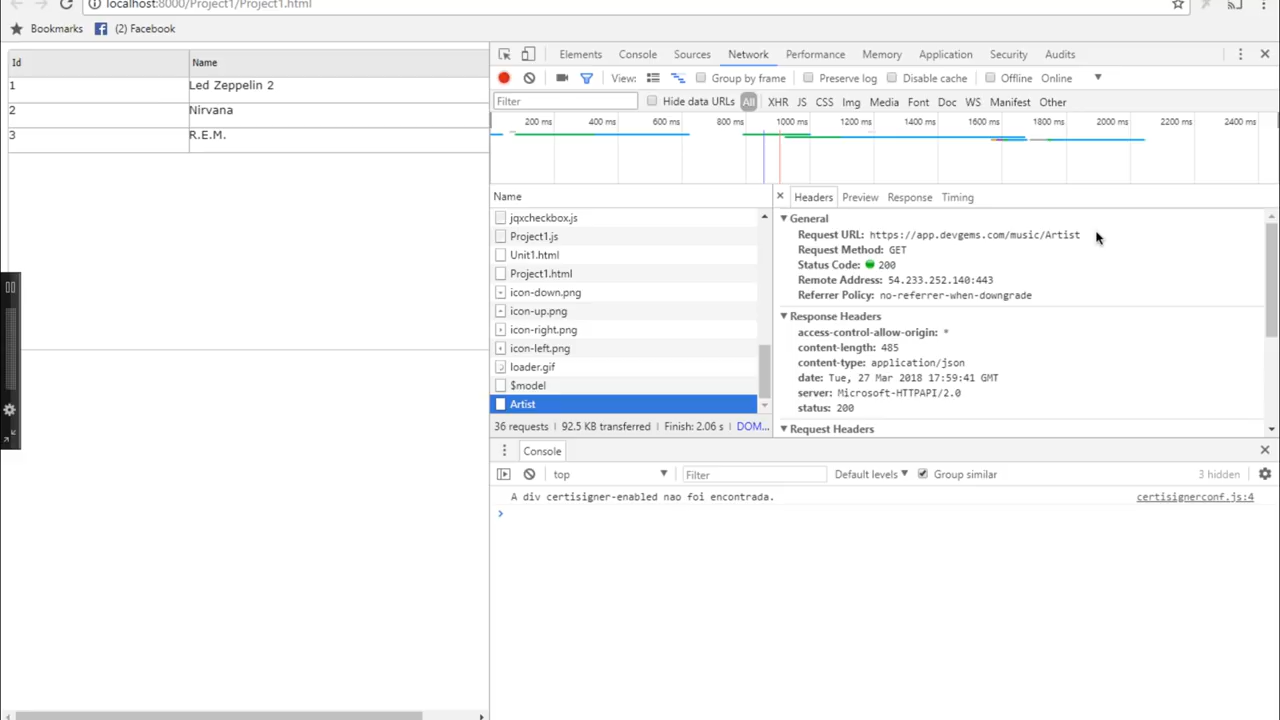 localhost:8000/Project1/Project1.html
Bookmarks (2) Facebook
Id Name
1 Led Zeppelin 2
2 Nirvana
3 R.E.M.
Elements Console Sources Network Performance Memory Application Security Audits
View: Group by frame Preserve log Disable cache Offline Online
Filter Hide data URLs All XHR JS CSS Img Media Font Doc WS Manifest Other
200 ms 400 ms 600 ms 800 ms 1000 ms 1200 ms 1400 ms 1600 ms 1800 ms 2000 ms 2200 ms 2400 ms
Name
jqxcheckbox.js
Project1.js
Unit1.html
Project1.html
icon-down.png
icon-up.png
icon-right.png
icon-left.png
loader.gif
$model
Artist
36 requests 92.5 KB transferred Finish: 2.06 s DOM...
Headers Preview Response Timing
General
Request URL: https://app.devgems.com/music/Artist
Request Method: GET
Status Code: 200
Remote Address: 54.233.252.140:443
Referrer Policy: no-referrer-when-downgrade
Response Headers
access-control-allow-origin: *
content-length: 485
content-type: application/json
date: Tue, 27 Mar 2018 17:59:41 GMT
server: Microsoft-HTTPAPI/2.0
status: 200
Request Headers
Console
top Filter Default levels Group similar 3 hidden
A div certisigner-enabled nao foi encontrada. certisignerconf.js:4